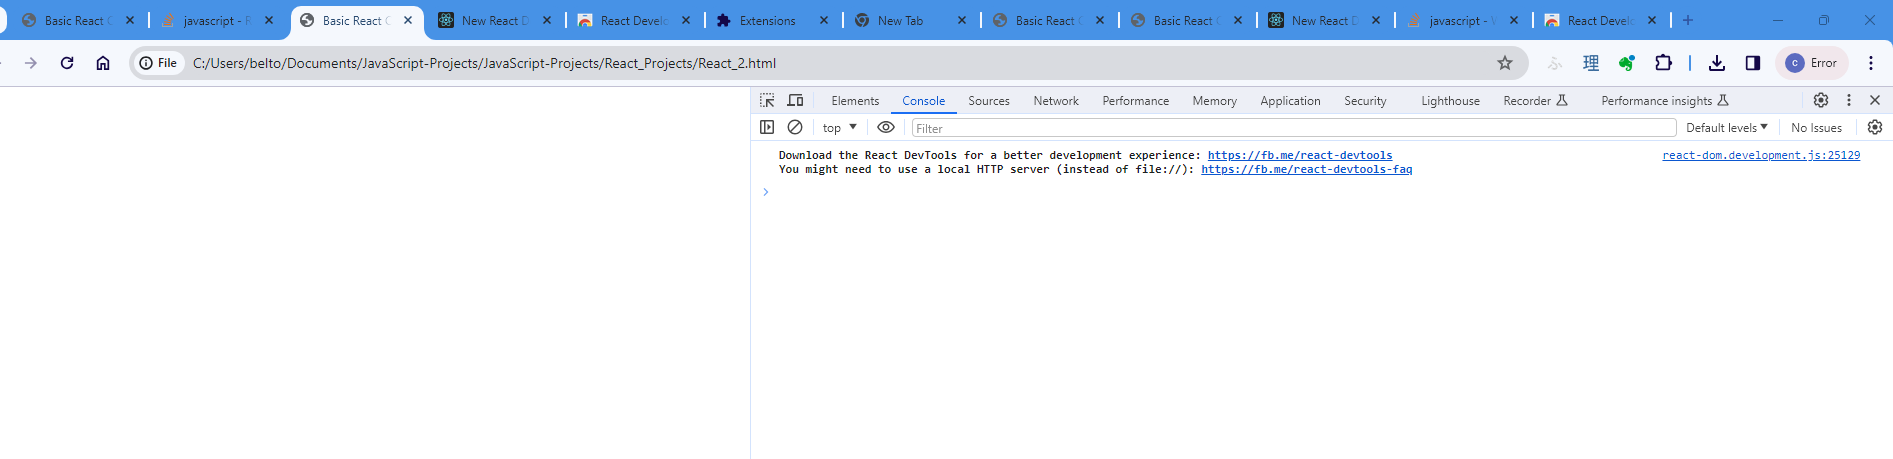 Basic React C javascript - R Basic React C New React D React Develo Extensions New Tab Basic React C Basic React C New React D javascript - React Develo
File C:/Users/belto/Documents/JavaScript-Projects/JavaScript-Projects/React_Projects/React_2.html ふ 理 c Error
Elements Console Sources Network Performance Memory Application Security Lighthouse Recorder Performance insights
top Filter Default levels No Issues
Download the React DevTools for a better development experience: https://fb.me/react-devtools react-dom.development.js:25129
You might need to use a local HTTP server (instead of file://): https://fb.me/react-devtools-faq